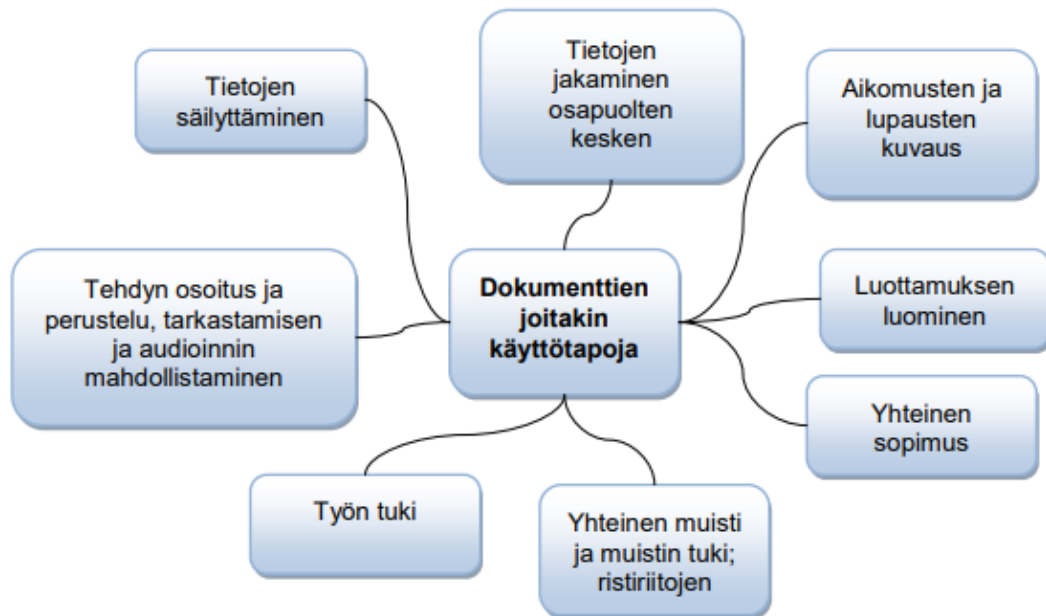 Tietojen
säilyttäminen
Tietojen
jakaminen
osapuolten
kesken
Aikomusten ja
lupausten
kuvaus
Tehdyn osoitus ja
perustelu, tarkastamisen
ja audioinnin
mahdollistaminen
Dokumenttien
joitakin
käyttötapoja
Luottamuksen
luominen
Yhteinen
sopimus
Työn tuki
Yhteinen muisti
ja muistin tuki;
ristiriitojen